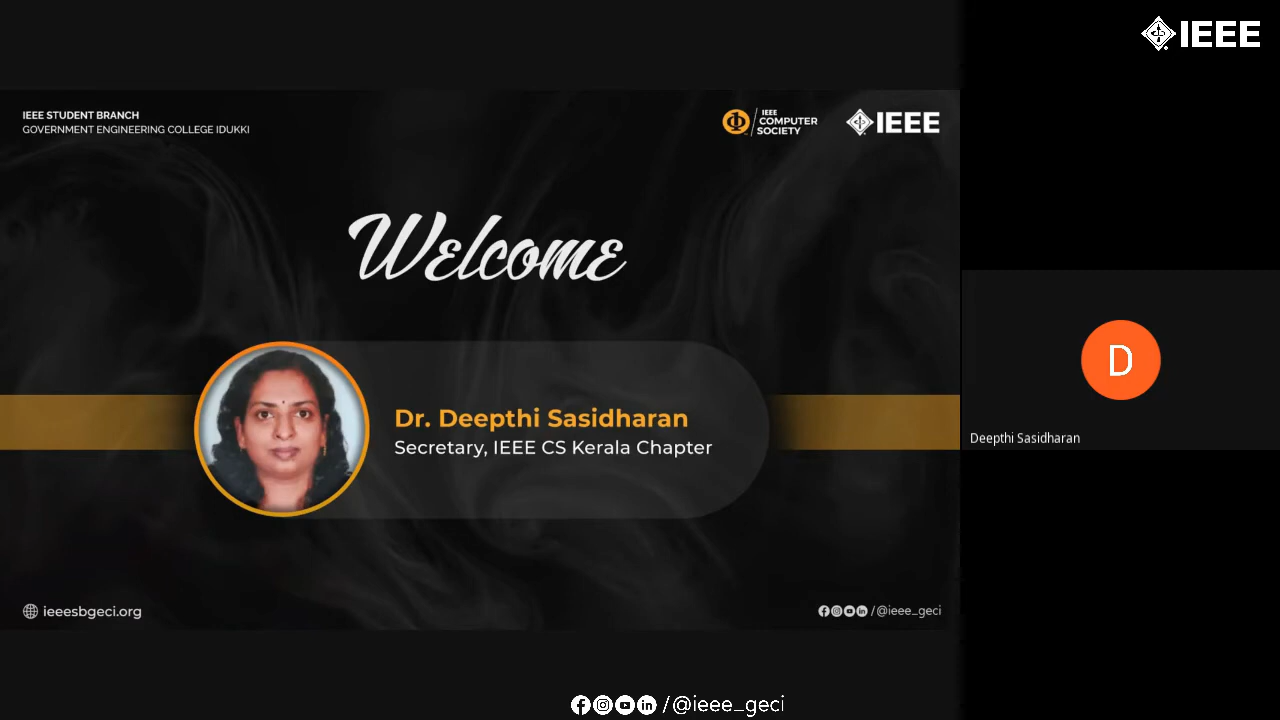 IEEE
IEEE STUDENT BRANCH
GOVERNMENT ENGINEERING COLLEGE IDUKKI
IEEE
COMPUTER
SOCIETY
IEEE
Welcome
Dr. Deepthi Sasidharan
Secretary, IEEE CS Kerala Chapter
D
Deepthi Sasidharan
ieeesbgeci.org
/@ieee_geci
/@ieee_geci